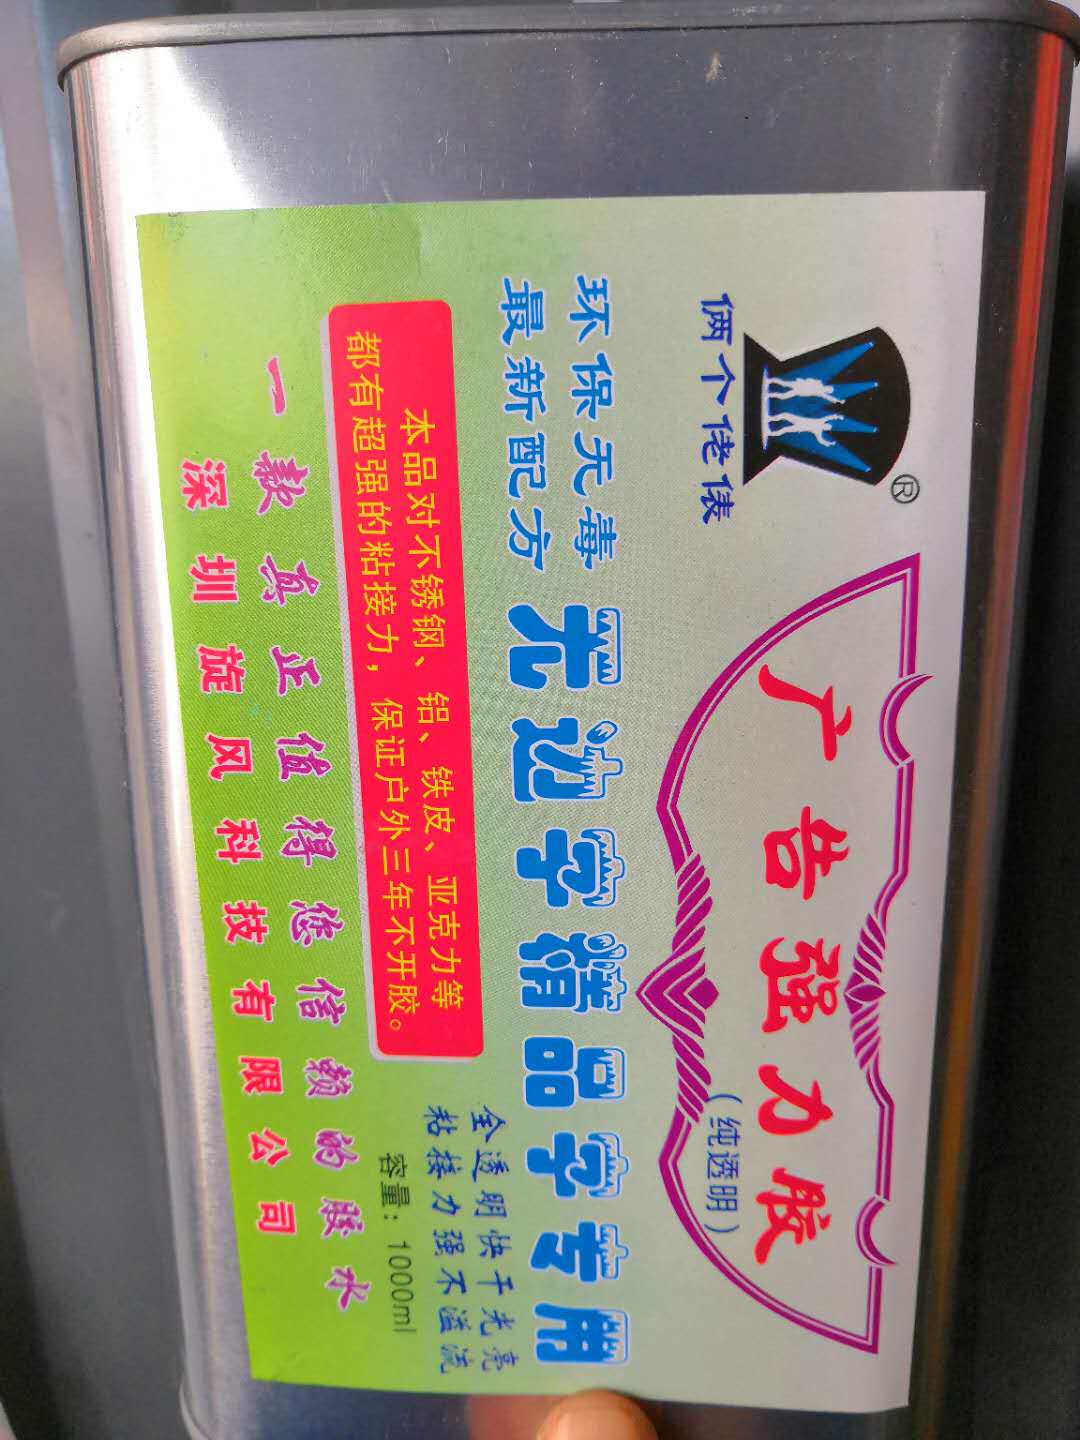 ®
俩个佬俵
广告强力胶
(纯透明)
环保无毒
最新配方
无边字精品字专用
本品对不锈钢、铝、铁皮、亚克力等
都有超强的粘接力，保证户外三年不开胶。
全透明快干光亮
粘接力强不溢流
容量：1000ml
一款真正值得您信赖的胶水
深圳旋风科技有限公司